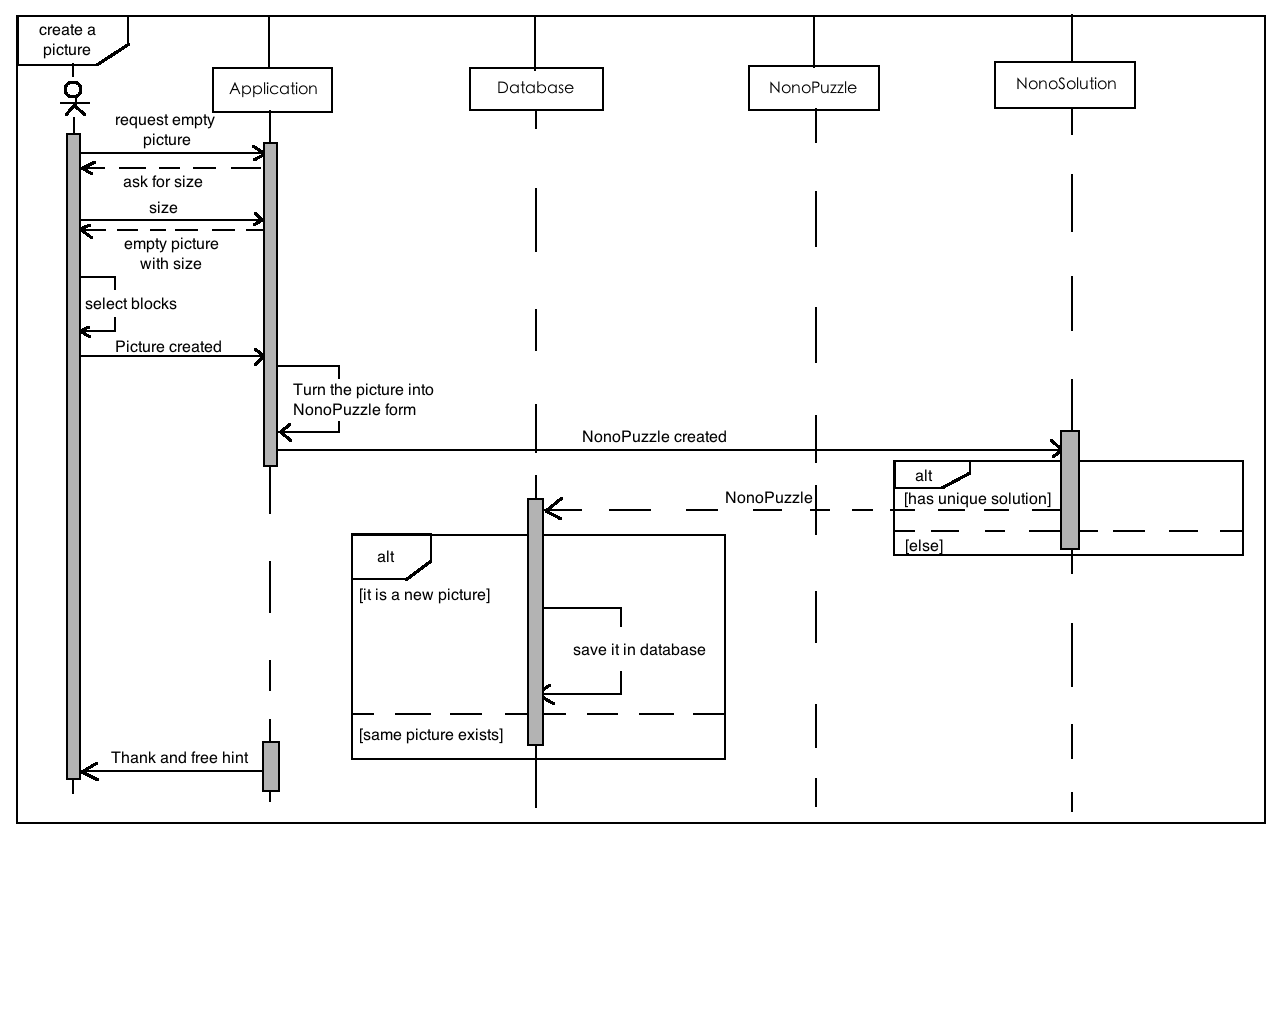 create a
picture
Application
Database
NonoPuzzle
NonoSolution
request empty
picture
ask for size
size
empty picture
with size
select blocks
Picture created
Turn the picture into
NonoPuzzle form
NonoPuzzle created
alt
[has unique solution]
NonoPuzzle
[else]
alt
[it is a new picture]
save it in database
[same picture exists]
Thank and free hint